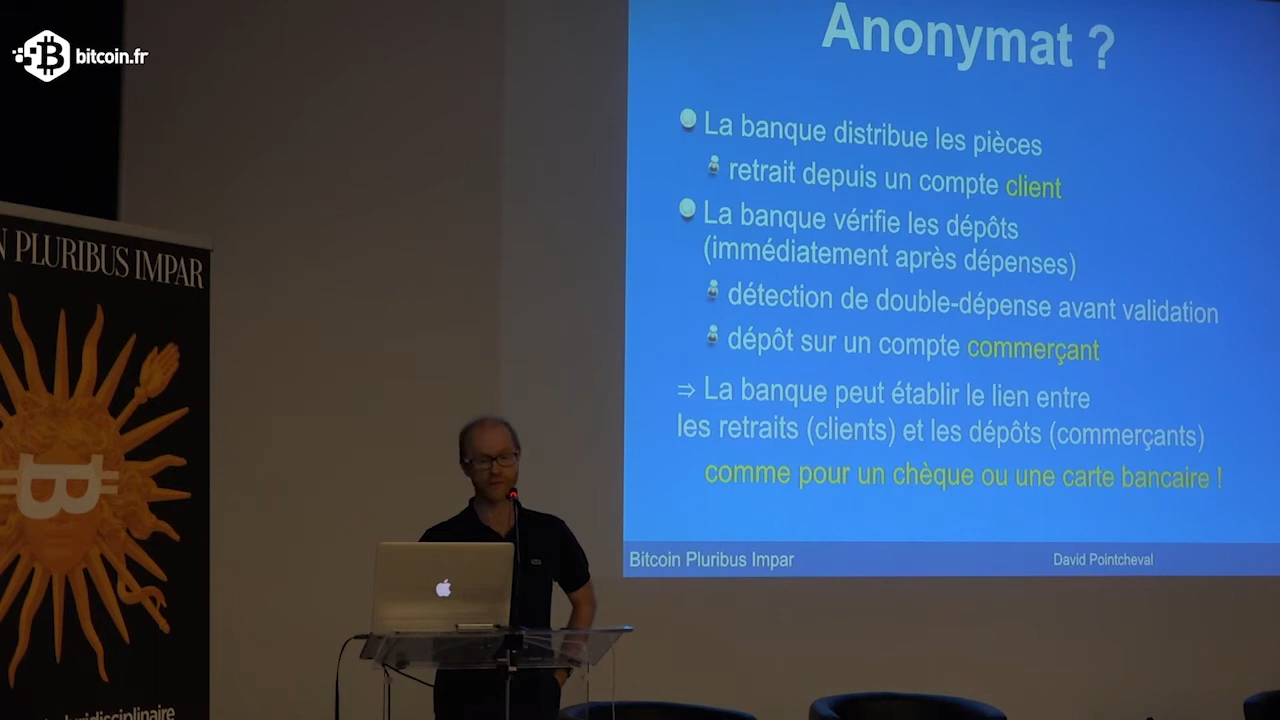 bitcoin.fr
Anonymat ?
La banque distribue les pièces
retrait depuis un compte client
La banque vérifie les dépôts
(immédiatement après dépenses)
détection de double-dépense avant validation
dépôt sur un compte commerçant
⇒ La banque peut établir le lien entre
les retraits (clients) et les dépôts (commerçants)
comme pour un chèque ou une carte bancaire !
Bitcoin Pluribus Impar
David Pointcheval
N PLURIBUS IMPAR